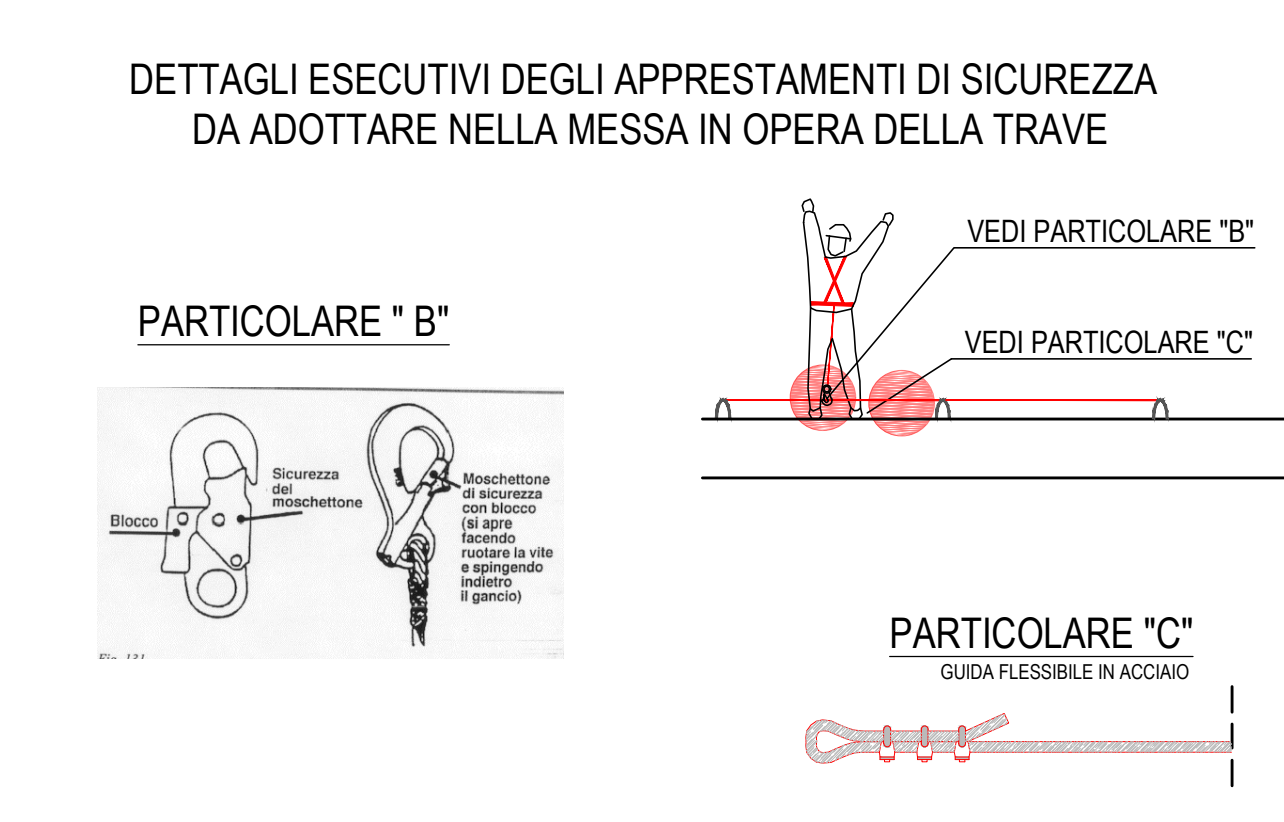 DETTAGLI ESECUTIVI DEGLI APPRESTAMENTI DI SICUREZZA
DA ADOTTARE NELLA MESSA IN OPERA DELLA TRAVE
VEDI PARTICOLARE "B"
VEDI PARTICOLARE "C"
PARTICOLARE " B"
Blocco
Sicurezza
del
moschettone
Moschettone
di sicurezza
con blocco
(si apre
facendo
ruotare la vite
e spingendo
indietro
il gancio)
Fig. 131
PARTICOLARE "C"
GUIDA FLESSIBILE IN ACCIAIO